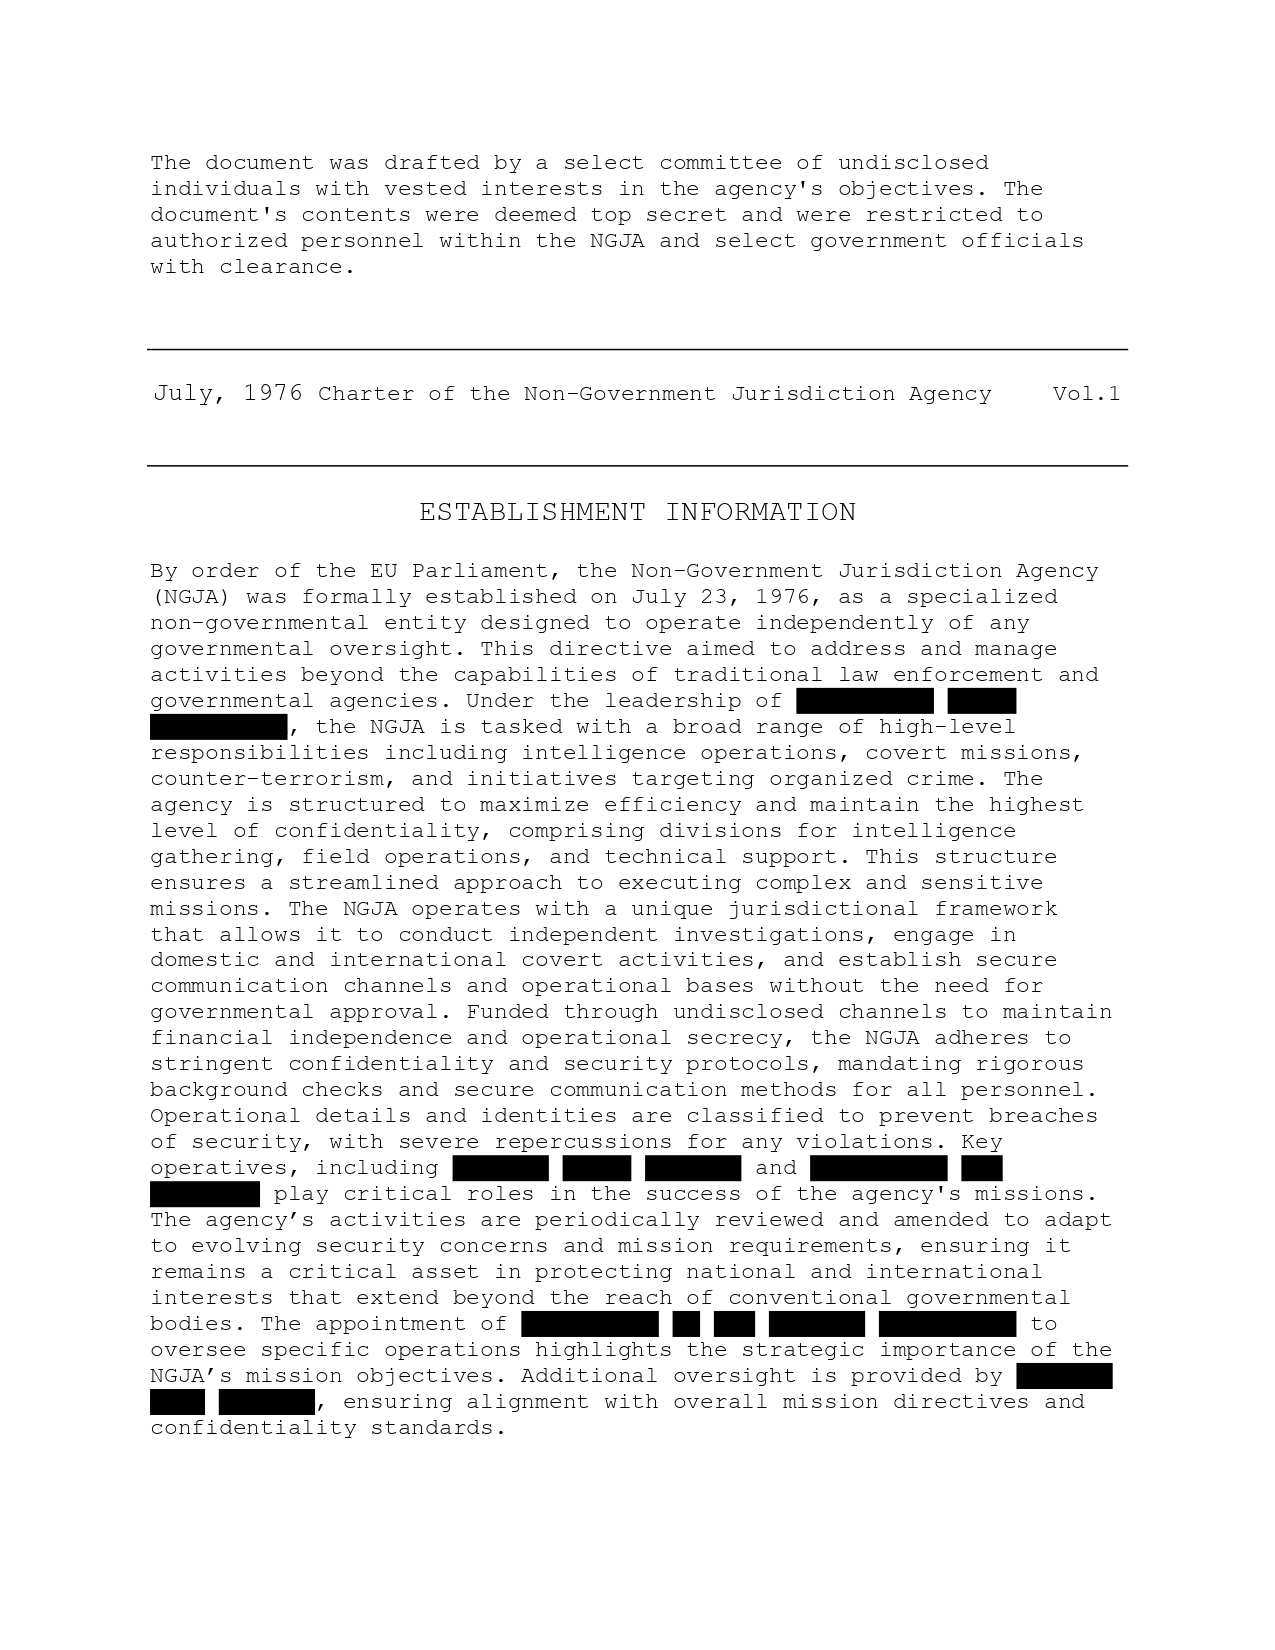 The document was drafted by a select committee of undisclosed
individuals with vested interests in the agency's objectives. The
document's contents were deemed top secret and were restricted to
authorized personnel within the NGJA and select government officials
with clearance.
July, 1976 Charter of the Non-Government Jurisdiction Agency Vol.1
ESTABLISHMENT INFORMATION
By order of the EU Parliament, the Non-Government Jurisdiction Agency
(NGJA) was formally established on July 23, 1976, as a specialized
non-governmental entity designed to operate independently of any
governmental oversight. This directive aimed to address and manage
activities beyond the capabilities of traditional law enforcement and
governmental agencies. Under the leadership of
, the NGJA is tasked with a broad range of high-level
responsibilities including intelligence operations, covert missions,
counter-terrorism, and initiatives targeting organized crime. The
agency is structured to maximize efficiency and maintain the highest
level of confidentiality, comprising divisions for intelligence
gathering, field operations, and technical support. This structure
ensures a streamlined approach to executing complex and sensitive
missions. The NGJA operates with a unique jurisdictional framework
that allows it to conduct independent investigations, engage in
domestic and international covert activities, and establish secure
communication channels and operational bases without the need for
governmental approval. Funded through undisclosed channels to maintain
financial independence and operational secrecy, the NGJA adheres to
stringent confidentiality and security protocols, mandating rigorous
background checks and secure communication methods for all personnel.
Operational details and identities are classified to prevent breaches
of security, with severe repercussions for any violations. Key
operatives, including and
play critical roles in the success of the agency's missions.
The agency’s activities are periodically reviewed and amended to adapt
to evolving security concerns and mission requirements, ensuring it
remains a critical asset in protecting national and international
interests that extend beyond the reach of conventional governmental
bodies. The appointment of to
oversee specific operations highlights the strategic importance of the
NGJA’s mission objectives. Additional oversight is provided by
, ensuring alignment with overall mission directives and
confidentiality standards.